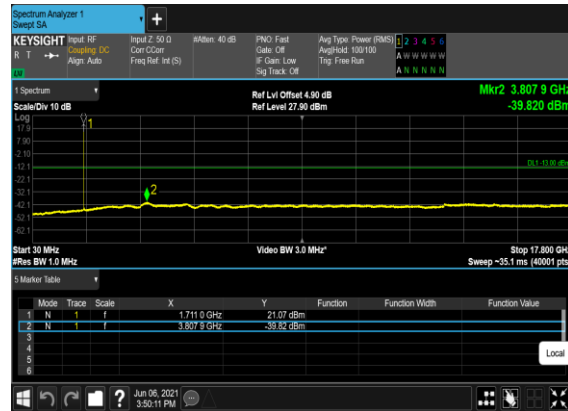 Spectrum Analyzer 1
Swept SA
+
KEYSIGHT Input: RF Input Z: 50 Ω #Atten: 40 dB PNO: Fast Avg Type: Power (RMS) 1 2 3 4 5 6
R T Coupling: DC Corr CCorr Gate: Off Avg|Hold: 100/100 A W W W W W
Align: Auto Freq Ref: Int (S) IF Gain: Low Trig: Free Run
LW Sig Track: Off A N N N N N
1 Spectrum Ref Lvl Offset 4.90 dB Mkr2 3.807 9 GHz
Scale/Div 10 dB Ref Level 27.90 dBm -39.820 dBm
Log
17.9
7.90
-2.10
-12.1
-22.1
-32.1
-42.1
-52.1
-62.1
1
DL1 -13.00 dBm
2
Start 30 MHz Video BW 3.0 MHz* Stop 17.800 GHz
#Res BW 1.0 MHz Sweep ~35.1 ms (40001 pts)
5 Marker Table
Mode Trace Scale X Y Function Function Width Function Value
1 N 1 f 1.711 0 GHz 21.07 dBm
2 N 1 f 3.807 9 GHz -39.82 dBm
3
4
5
6
Local
? Jun 06, 2021
3:50:11 PM